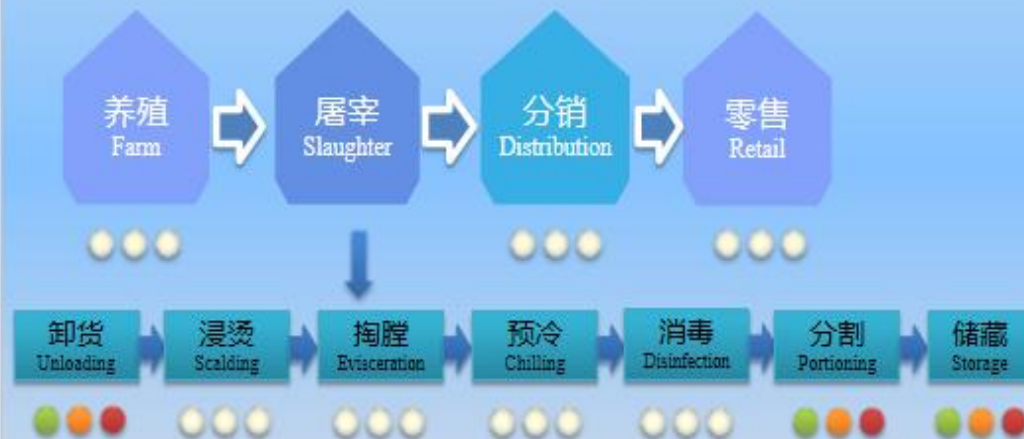 养殖
Farm
屠宰
Slaughter
分销
Distribution
零售
Retail
卸货
Unloading
浸烫
Scalding
掏膛
Evisceration
预冷
Chilling
消毒
Disinfection
分割
Portioning
储藏
Storage